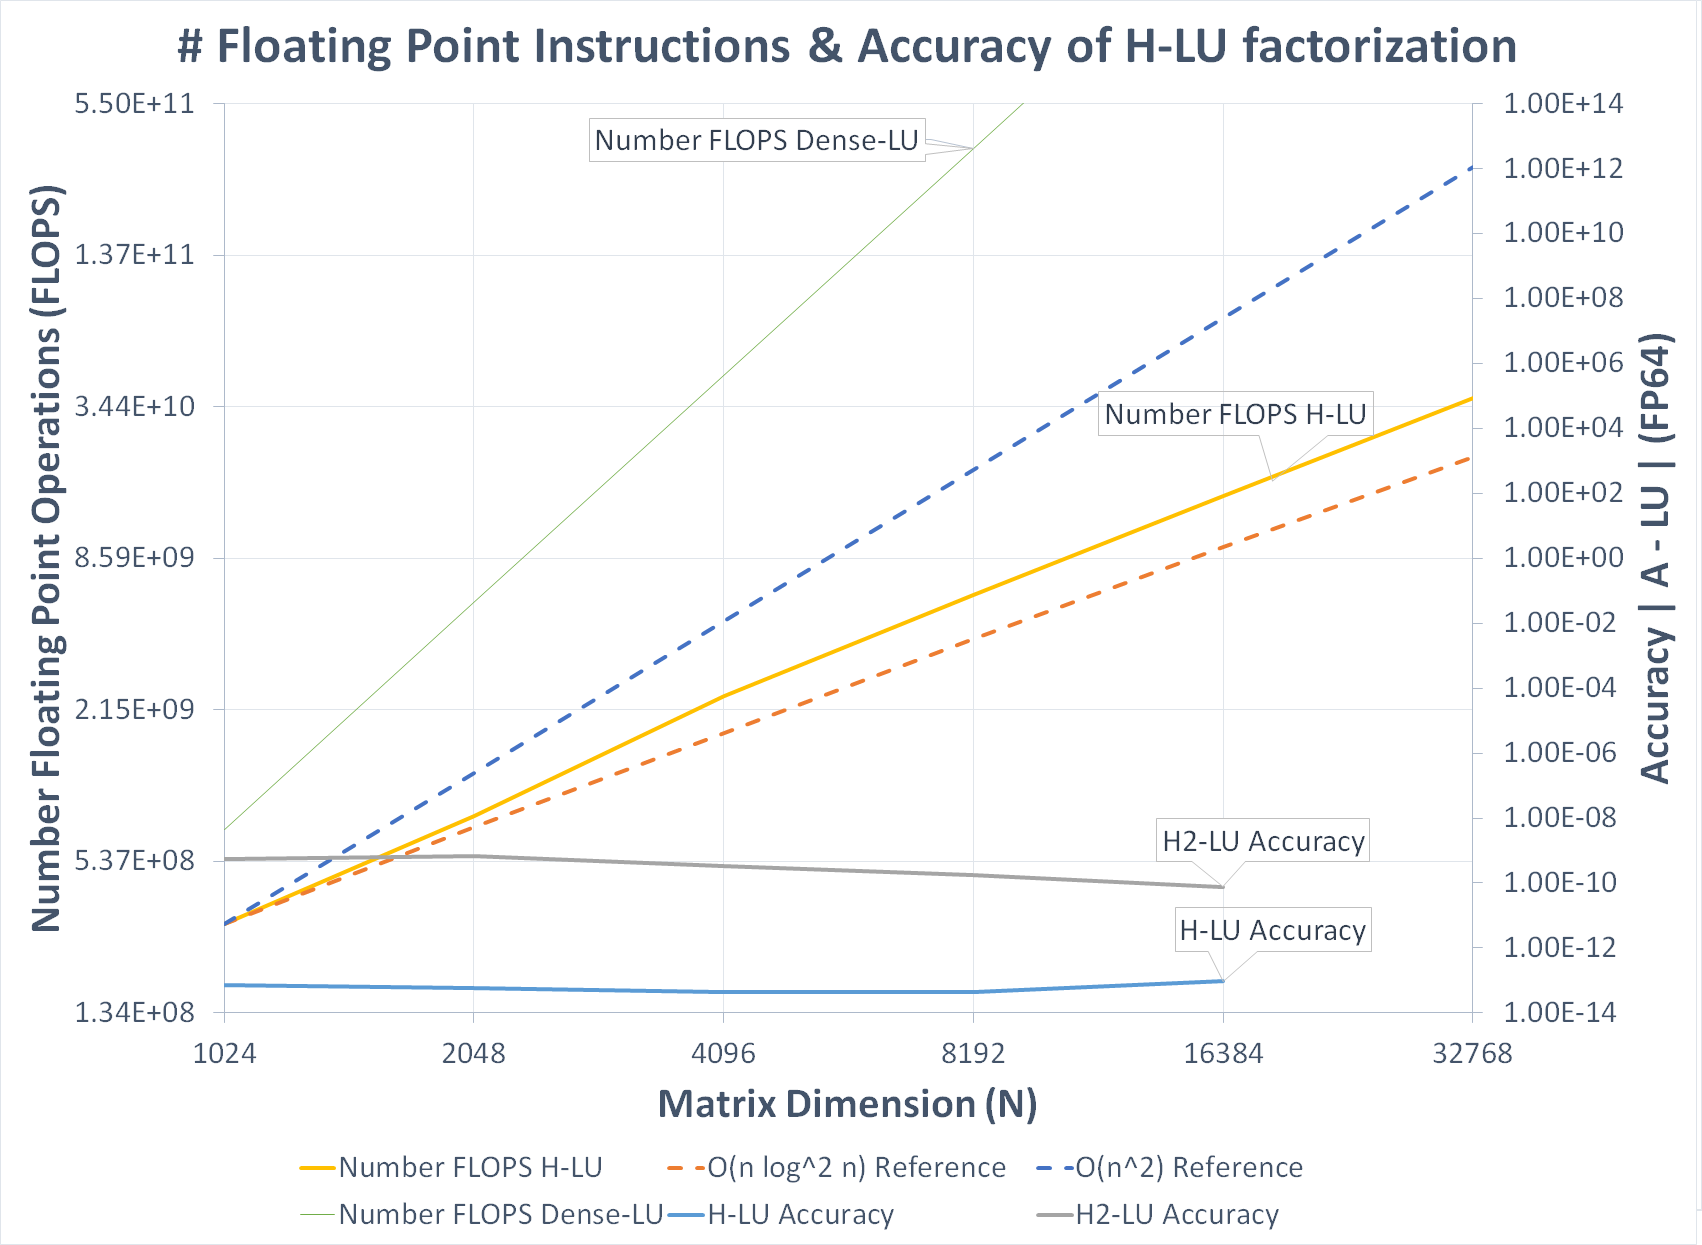 # Floating Point Instructions & Accuracy of H-LU factorization
Number Floating Point Operations (FLOPS)
5.50E+11
1.37E+11
3.44E+10
8.59E+09
2.15E+09
5.37E+08
1.34E+08
Number FLOPS Dense-LU
Number FLOPS H-LU
H2-LU Accuracy
H-LU Accuracy
1.00E+14
1.00E+12
1.00E+10
1.00E+08
1.00E+06
1.00E+04
1.00E+02
1.00E+00
1.00E-02
1.00E-04
1.00E-06
1.00E-08
1.00E-10
1.00E-12
1.00E-14
Accuracy | A - LU | (FP64)
1024 2048 4096 8192 16384 32768
Matrix Dimension (N)
Number FLOPS H-LU O(n log^2 n) Reference O(n^2) Reference
Number FLOPS Dense-LU H-LU Accuracy H2-LU Accuracy